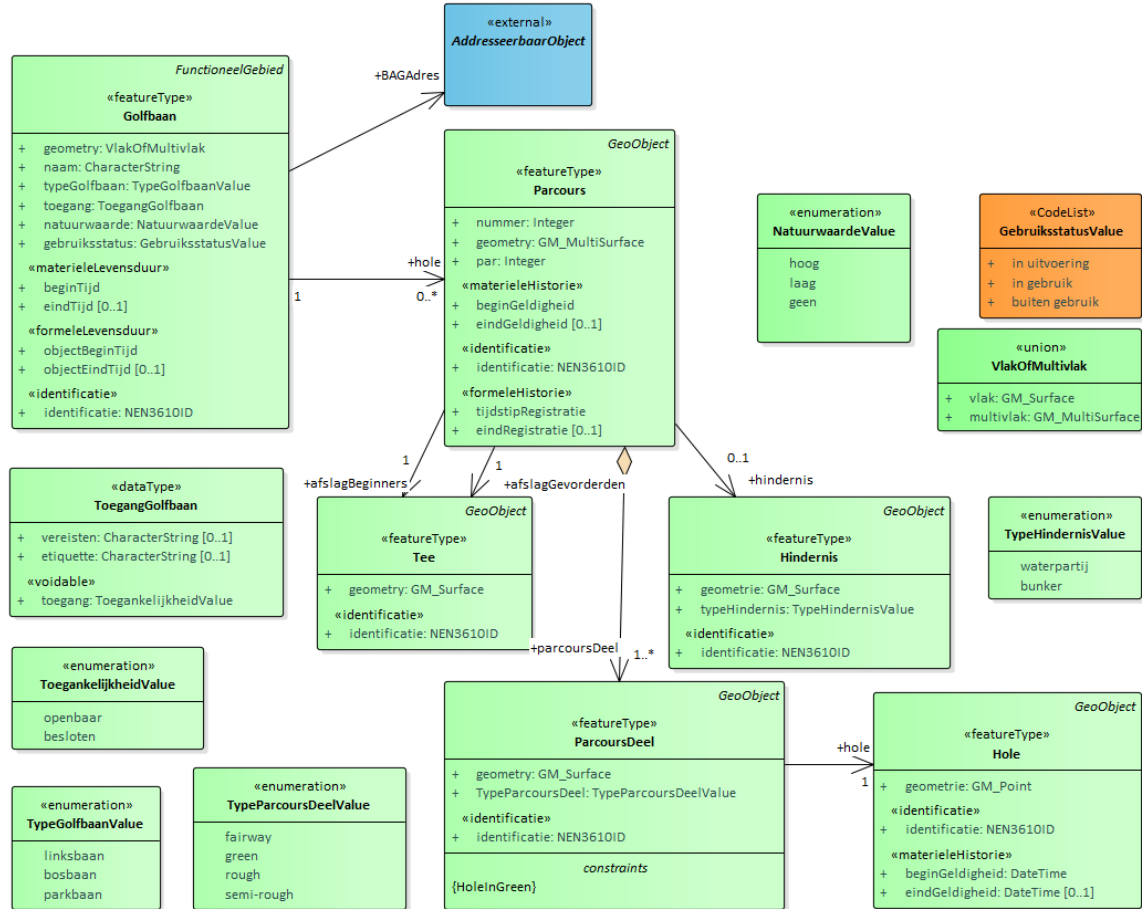 FunctioneelGebied
«featureType»
Golfbaan
+ geometry: VlakOfMultivlak
+ naam: CharacterString
+ typeGolfbaan: TypeGolfbaanValue
+ toegang: ToegangGolfbaan
+ natuurwaarde: NatuurwaardeValue
+ gebruiksstatus: GebruiksstatusValue
«materieleLevensduur»
+ beginTijd
+ eindTijd [0..1]
«formeleLevensduur»
+ objectBeginTijd
+ objectEindTijd [0..1]
«identificatie»
+ identificatie: NEN3610ID
«external»
AddresseerbaarObject
+BAGAdres
+hole
1
0..*
GeoObject
«featureType»
Parcours
+ nummer: Integer
+ geometry: GM_MultiSurface
+ par: Integer
«materieleHistorie»
+ beginGeldigheid
+ eindGeldigheid [0..1]
«identificatie»
+ identificatie: NEN3610ID
«formeleHistorie»
+ tijdstipRegistratie
+ eindRegistratie [0..1]
«enumeration»
NatuurwaardeValue
hoog
laag
geen
«CodeList»
GebruiksstatusValue
+ in uitvoering
+ in gebruik
+ buiten gebruik
«union»
VlakOfMultivlak
+ vlak: GM_Surface
+ multivlak: GM_MultiSurface
1
+afslagBeginners
1
+afslagGevorderden
0..1
+hindernis
«dataType»
ToegangGolfbaan
+ vereisten: CharacterString [0..1]
+ etiquette: CharacterString [0..1]
«voidable»
+ toegang: ToegankelijkheidValue
GeoObject
«featureType»
Tee
+ geometry: GM_Surface
«identificatie»
+ identificatie: NEN3610ID
GeoObject
«featureType»
Hindernis
+ geometrie: GM_Surface
+ typeHindernis: TypeHindernisValue
«identificatie»
+ identificatie: NEN3610ID
«enumeration»
TypeHindernisValue
waterpartij
bunker
+parcoursDeel
1..*
«enumeration»
ToegankelijkheidValue
openbaar
besloten
GeoObject
«featureType»
ParcoursDeel
+ geometry: GM_Surface
+ TypeParcoursDeel: TypeParcoursDeelValue
«identificatie»
+ identificatie: NEN3610ID
constraints
{HoleInGreen}
+hole
1
GeoObject
«featureType»
Hole
+ geometrie: GM_Point
«identificatie»
+ identificatie: NEN3610ID
«materieleHistorie»
+ beginGeldigheid: DateTime
+ eindGeldigheid: DateTime [0..1]
«enumeration»
TypeGolfbaanValue
linksbaan
bosbaan
parkbaan
«enumeration»
TypeParcoursDeelValue
fairway
green
rough
semi-rough